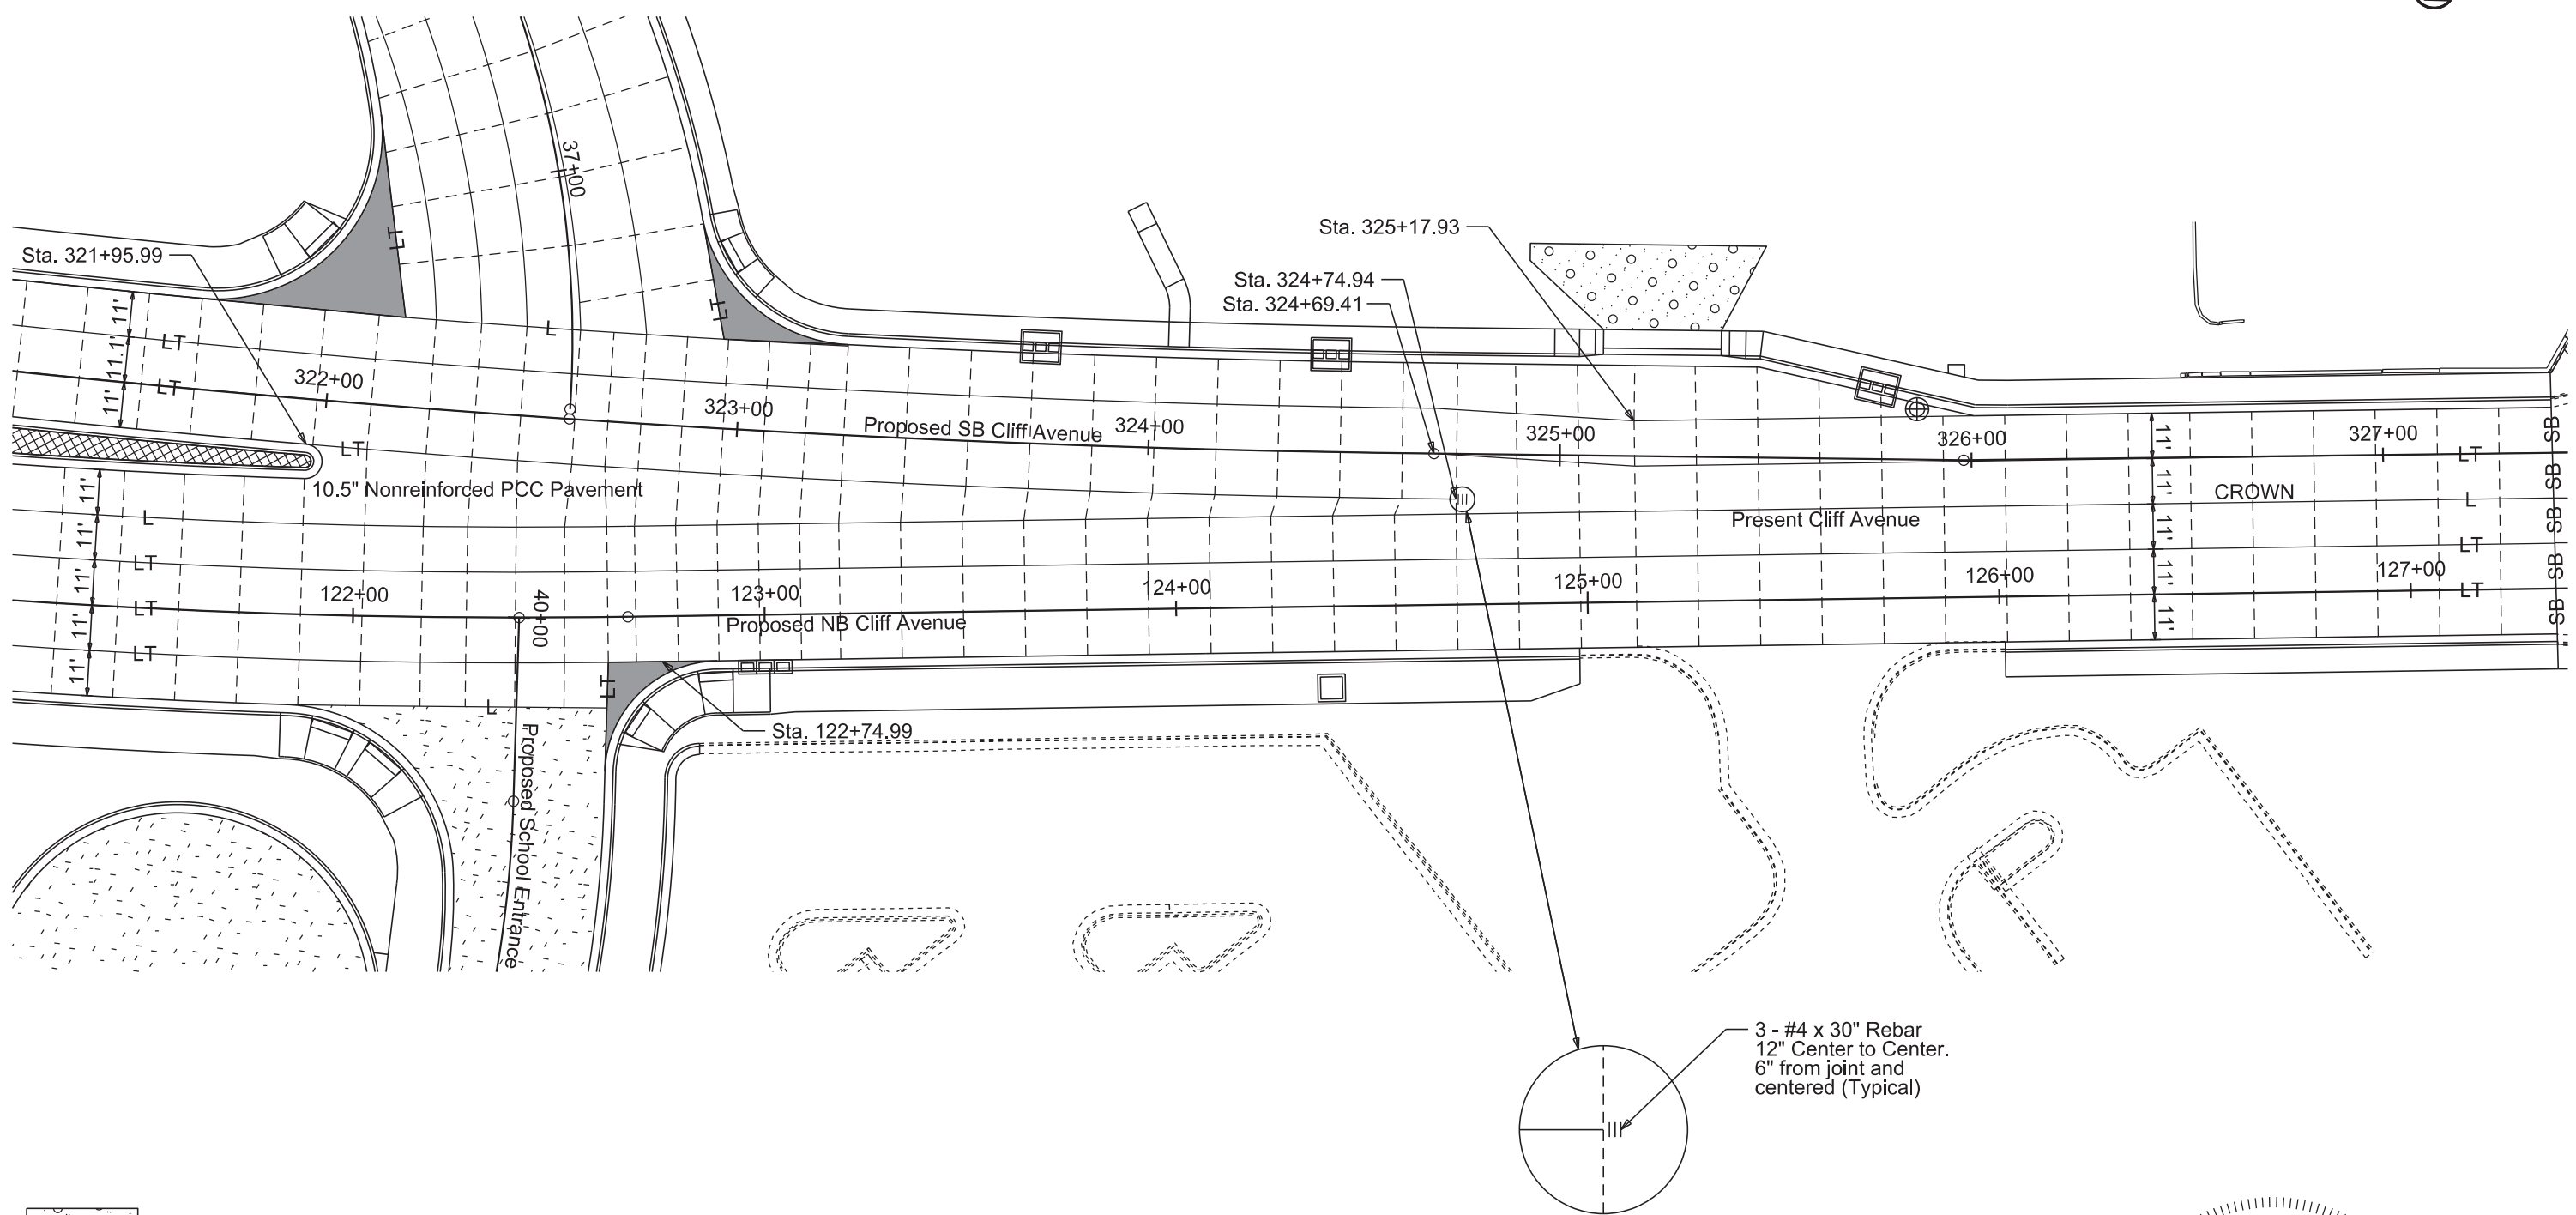 37+00
LT
Sta. 325+17.93
Sta. 321+95.99
Sta. 324+74.94
Sta. 324+69.41
11'
LT
L
LT
11.1'
322+00
LT
11'
323+00
Proposed SB Cliff Avenue
324+00
325+00
326+00
327+00
11'
LT
SB
LT
10.5" Nonreinforced PCC Pavement
11'
CROWN
SB
11'
L
Present Cliff Avenue
11'
L
SB
11'
LT
LT
122+00
40+00
123+00
124+00
125+00
126+00
11'
127+00
SB
11'
LT
Proposed NB Cliff Avenue
11'
LT
SB
11'
LT
LT
L
Sta. 122+74.99
Proposed School Entrance
3 - #4 x 30" Rebar
12" Center to Center.
6" from joint and
centered (Typical)